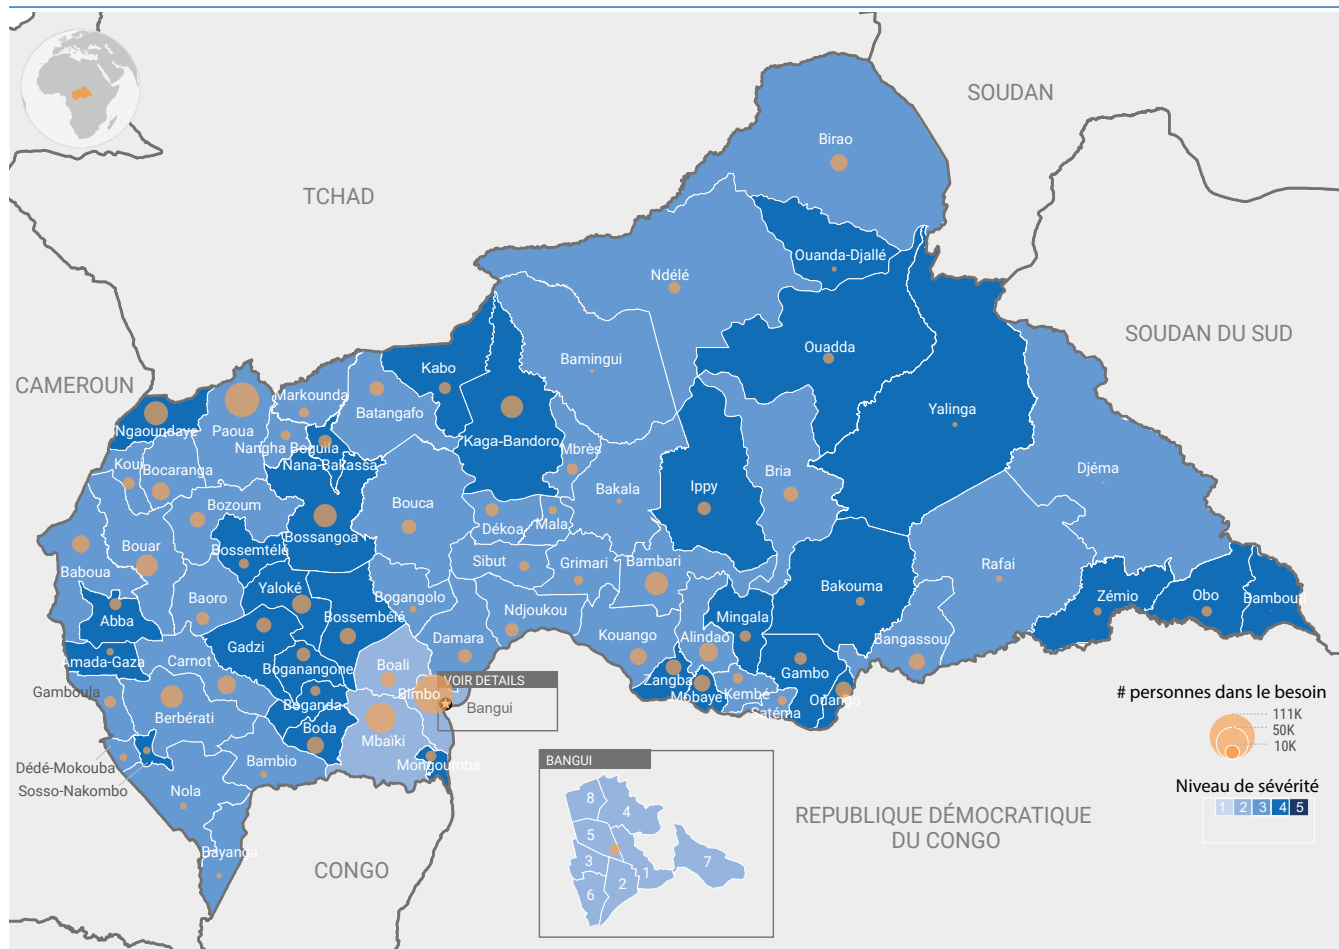 SOUDAN
TCHAD
SOUDAN DU SUD
CAMEROUN
Birao
Ouanda-Djallé
Ndélé
Ouadda
Bamingui
Kabo
Yalinga
Markounda
Batangafo
Ngaoundaye
Paoua
Kaga-Bandoro
Nangha Boguila
Mbrès
Nana-Bakassa
Koui
Bocaranga
Bria
Djéma
Bakala
Ippy
Bozoum
Bouca
Dékoa
Mala
Bossangoa
Bouar
Bossemtélé
Sibut
Grimari
Bambari
Rafaï
Baboua
Yaloké
Bogangolo
Bakouma
Baoro
Ndjoukou
Zémio
Obo
Bambouti
Abba
Bossembélé
Mingala
Damara
Kouango
Alindao
Bangassou
Gadzi
Amada-Gaza
Carnot
Boganangone
Boali
Gambo
VOIR DETAILS
Zangba
Gamboula
Bimbo
Mobaye
Kembé
Ouango
Boganda
Bangui
Satéma
Berbérati
Boda
Mbaïki
Bambio
Mongoumba
Dédé-Mokouba
Sosso-Nakombo
Nola
Bayanga
CONGO
REPUBLIQUE DÉMOCRATIQUE
DU CONGO
BANGUI
8
4
5
3
1
7
2
6
# personnes dans le besoin
111K
50K
10K
Niveau de sévérité
1 2 3 4 5